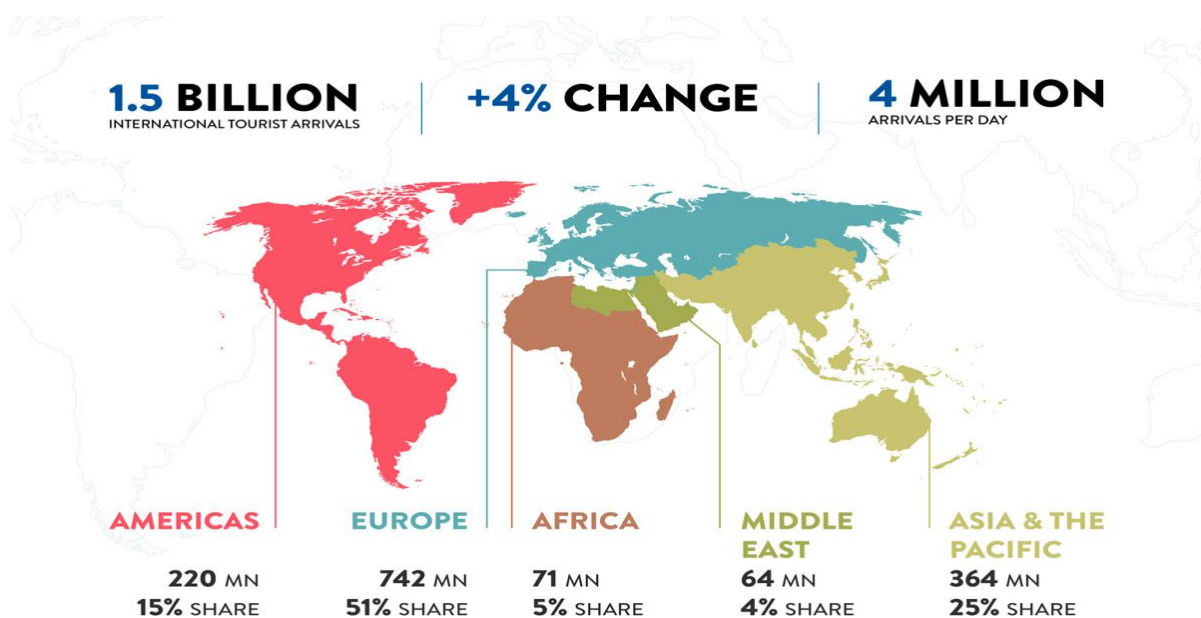 1.5 BILLION
INTERNATIONAL TOURIST ARRIVALS
+4% CHANGE
4 MILLION
ARRIVALS PER DAY
AMERICAS
220 MN
15% SHARE
EUROPE
742 MN
51% SHARE
AFRICA
71 MN
5% SHARE
MIDDLE
EAST
64 MN
4% SHARE
ASIA & THE
PACIFIC
364 MN
25% SHARE